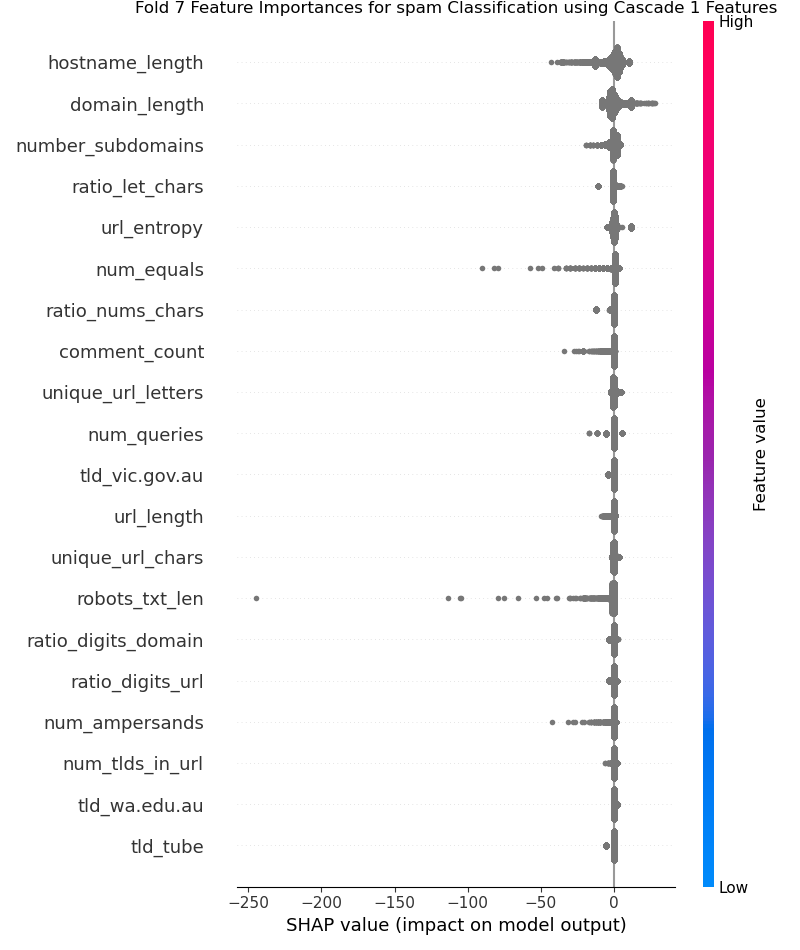 Fold 7 Feature Importances for spam Classification using Cascade 1 Features
High
hostname_length
domain_length
number_subdomains
ratio_let_chars
url_entropy
num_equals
ratio_nums_chars
comment_count
unique_url_letters
num_queries
tld_vic.gov.au
url_length
unique_url_chars
robots_txt_len
ratio_digits_domain
ratio_digits_url
num_ampersands
num_tlds_in_url
tld_wa.edu.au
tld_tube
Feature value
Low
−250 −200 −150 −100 −50 0
SHAP value (impact on model output)